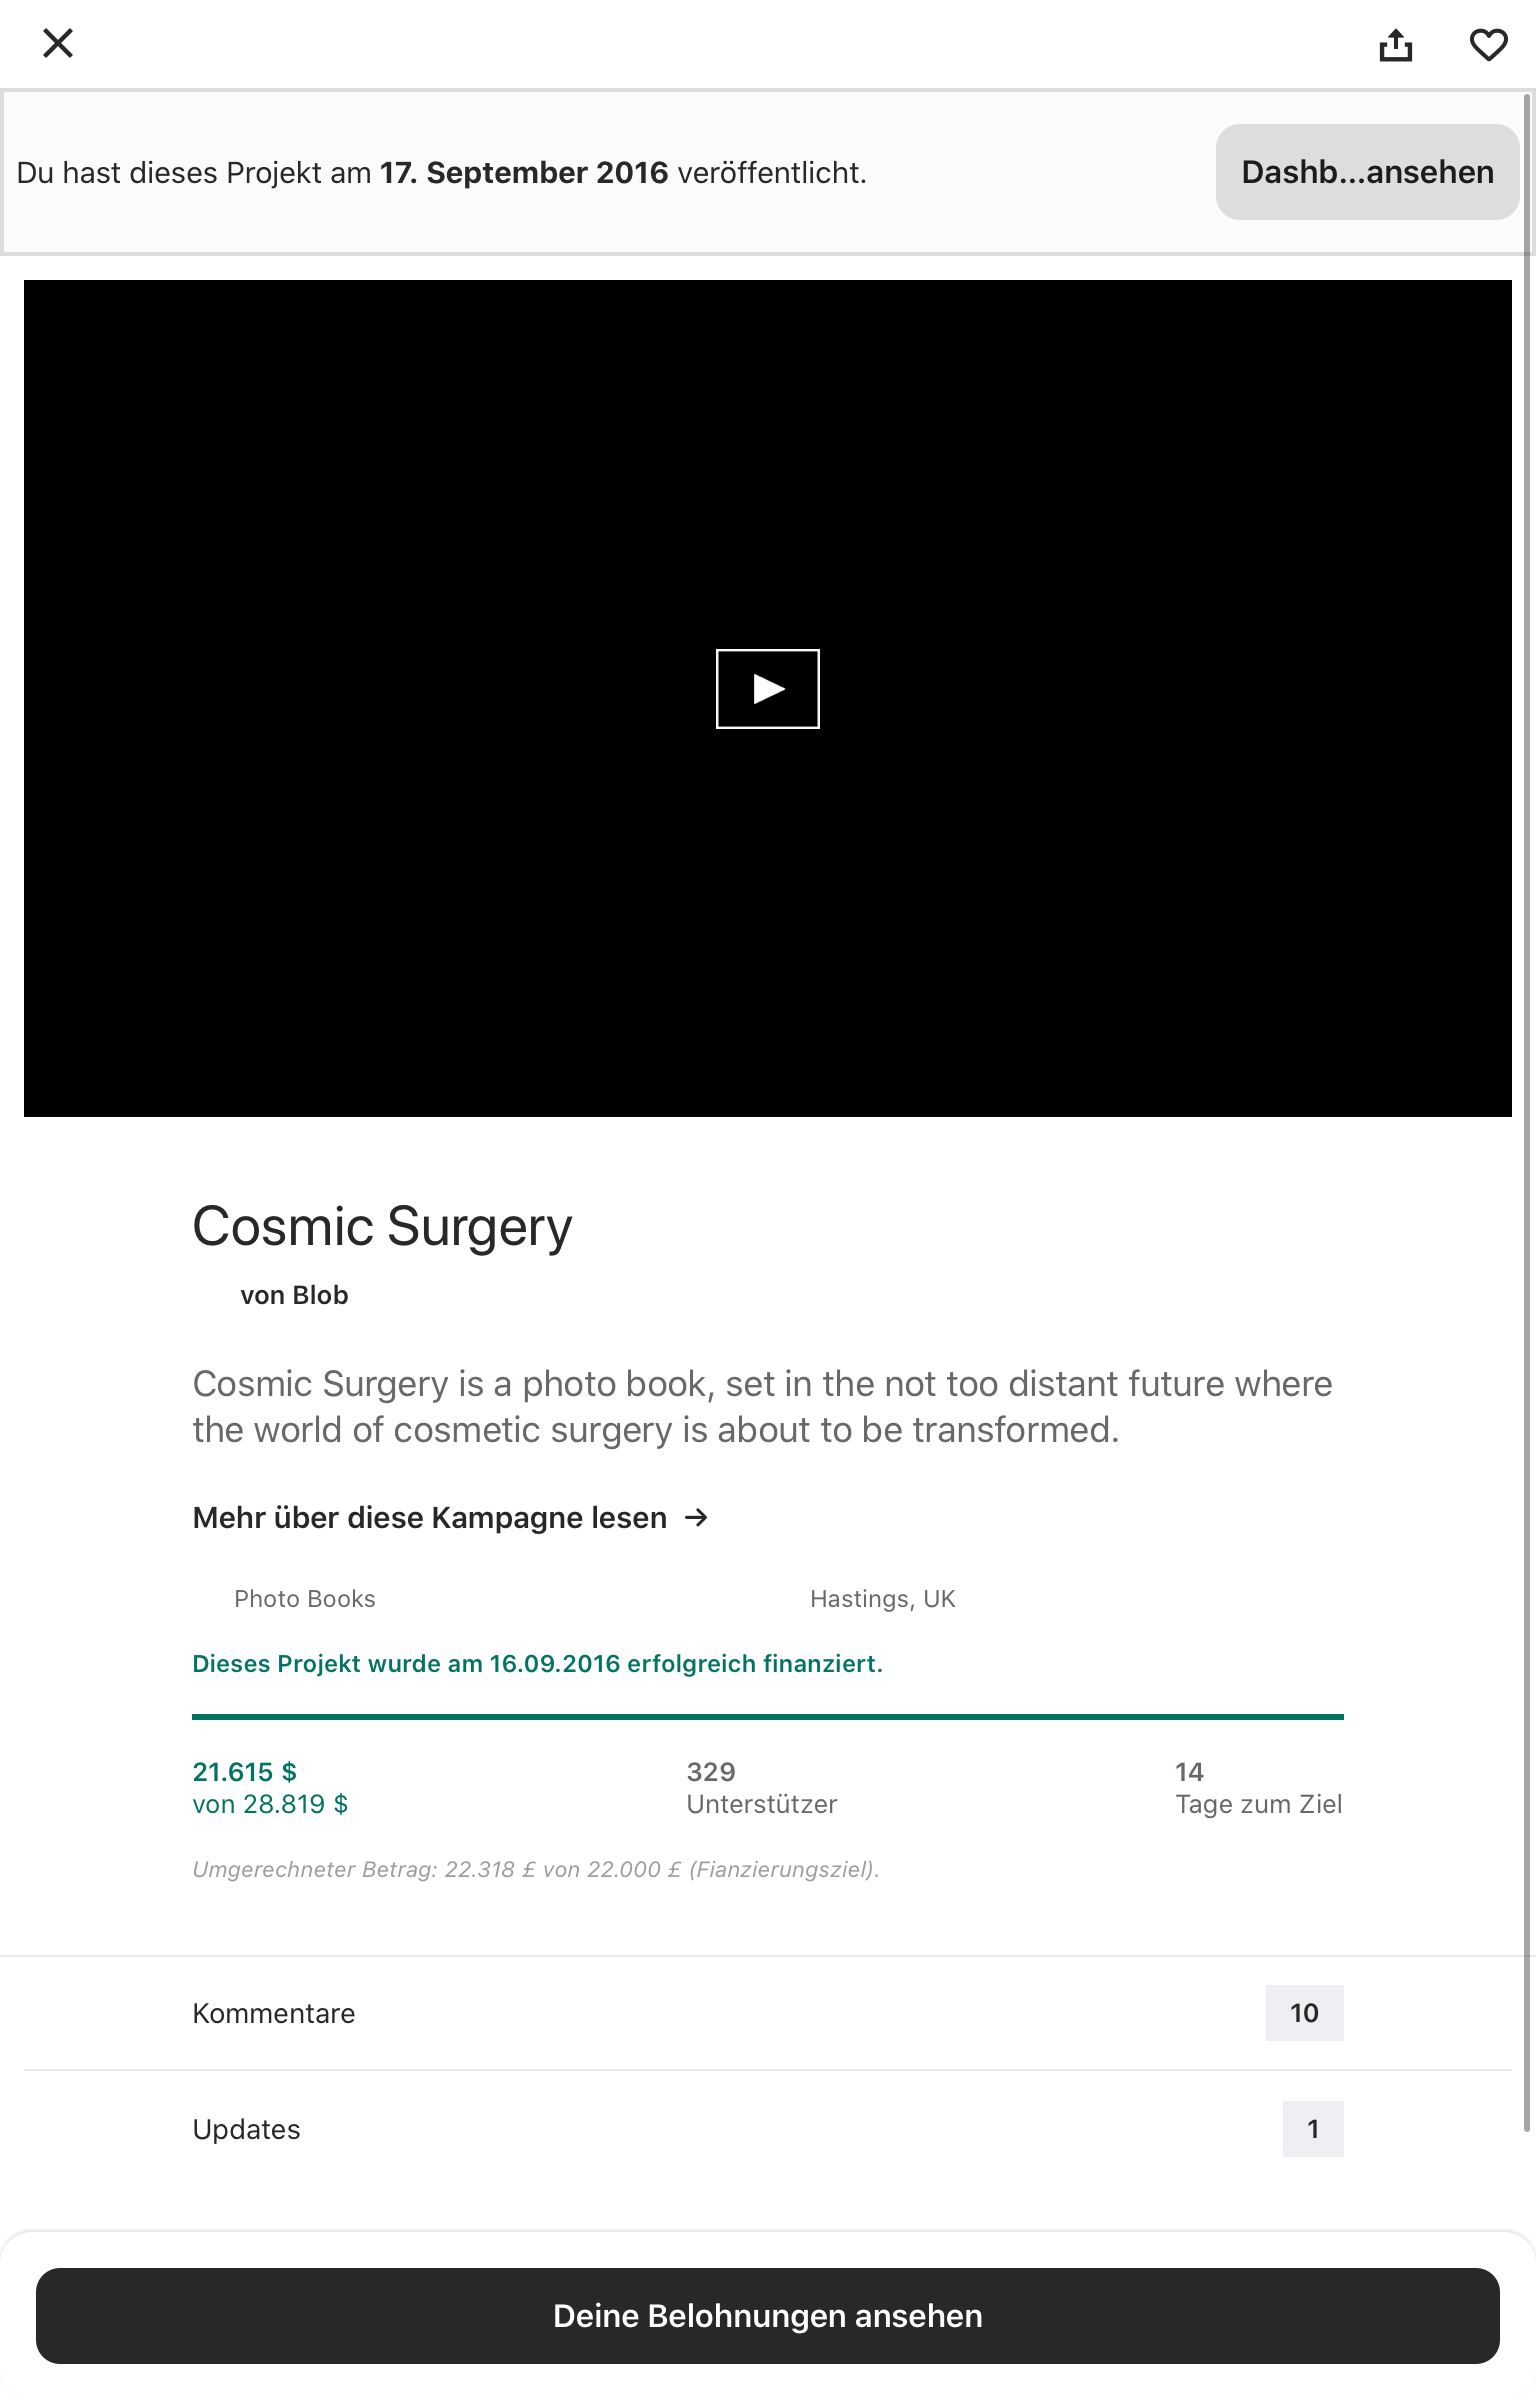 Du hast dieses Projekt am 17. September 2016 veröffentlicht.
Dashb...ansehen
Cosmic Surgery
von Blob
Cosmic Surgery is a photo book, set in the not too distant future where
the world of cosmetic surgery is about to be transformed.
Mehr über diese Kampagne lesen →
Photo Books
Hastings, UK
Dieses Projekt wurde am 16.09.2016 erfolgreich finanziert.
21.615 $
von 28.819 $
329
Unterstützer
14
Tage zum Ziel
Umgerechneter Betrag: 22.318 £ von 22.000 £ (Fianzierungsziel).
Kommentare
10
Updates
1
Deine Belohnungen ansehen